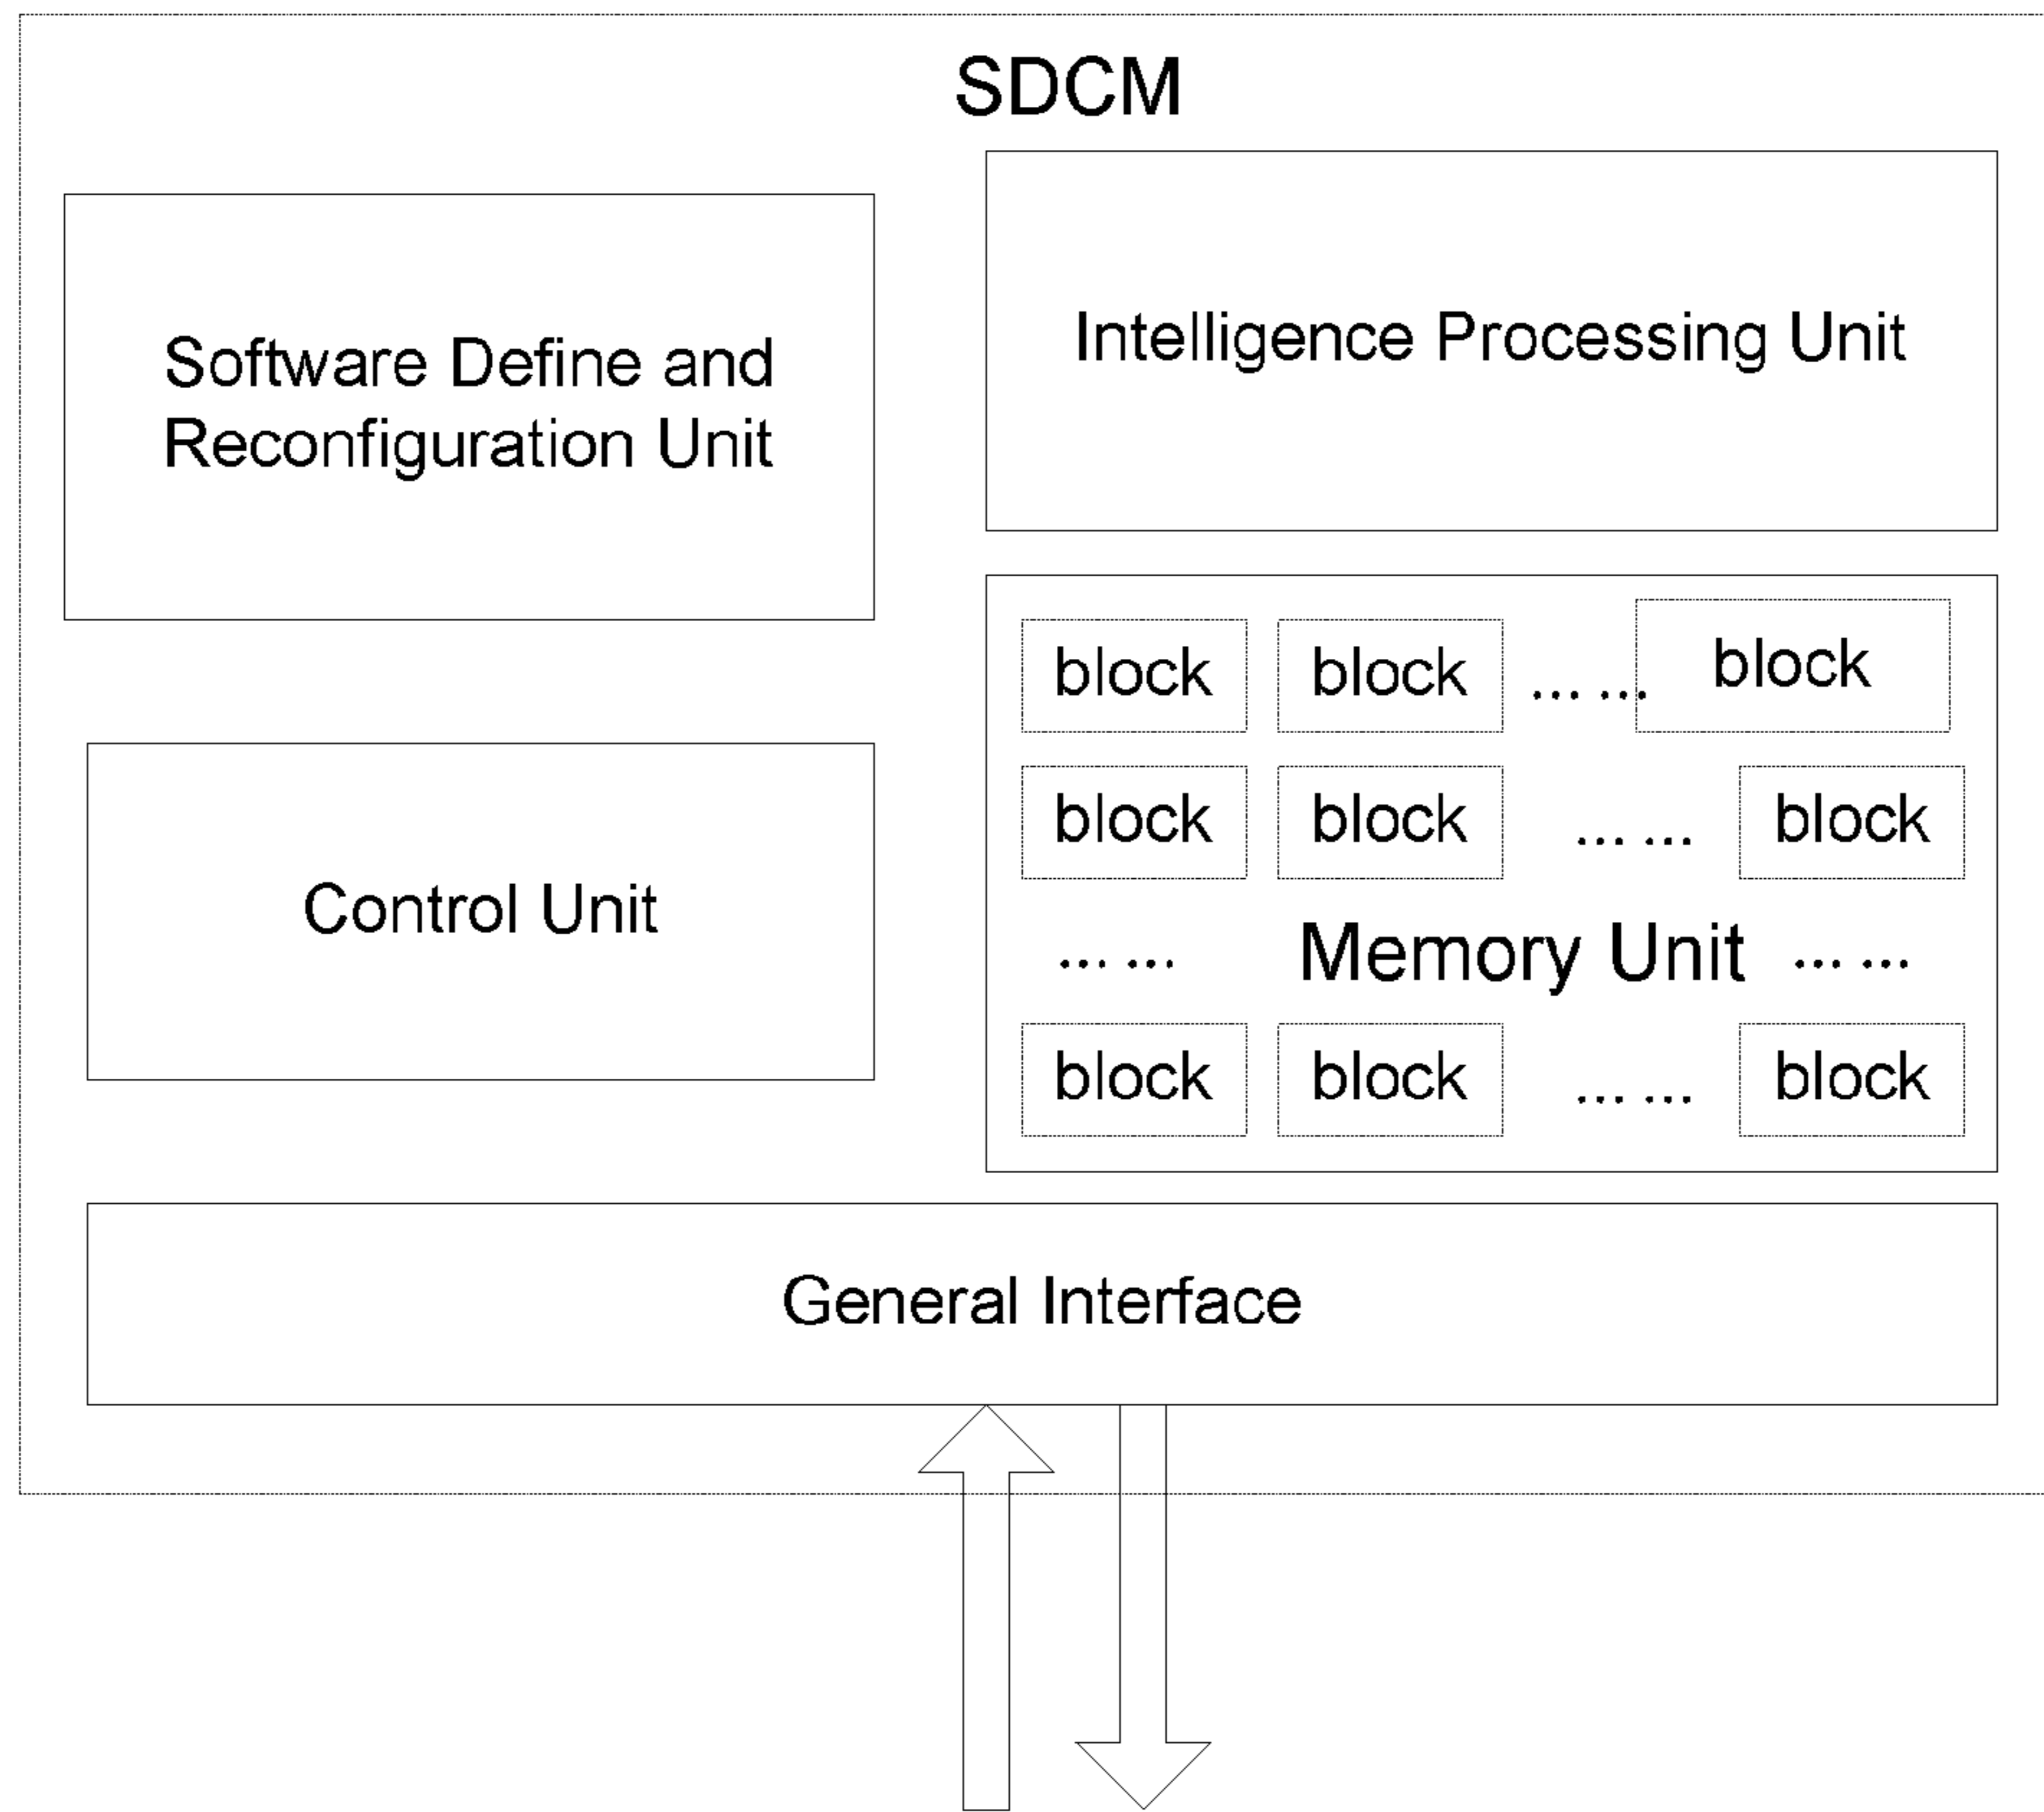 SDCM
Software Define and
Reconfiguration Unit
Intelligence Processing Unit
block block ... ... block
block block ... ... block
... ... Memory Unit ... ...
block block ... ... block
Control Unit
General Interface